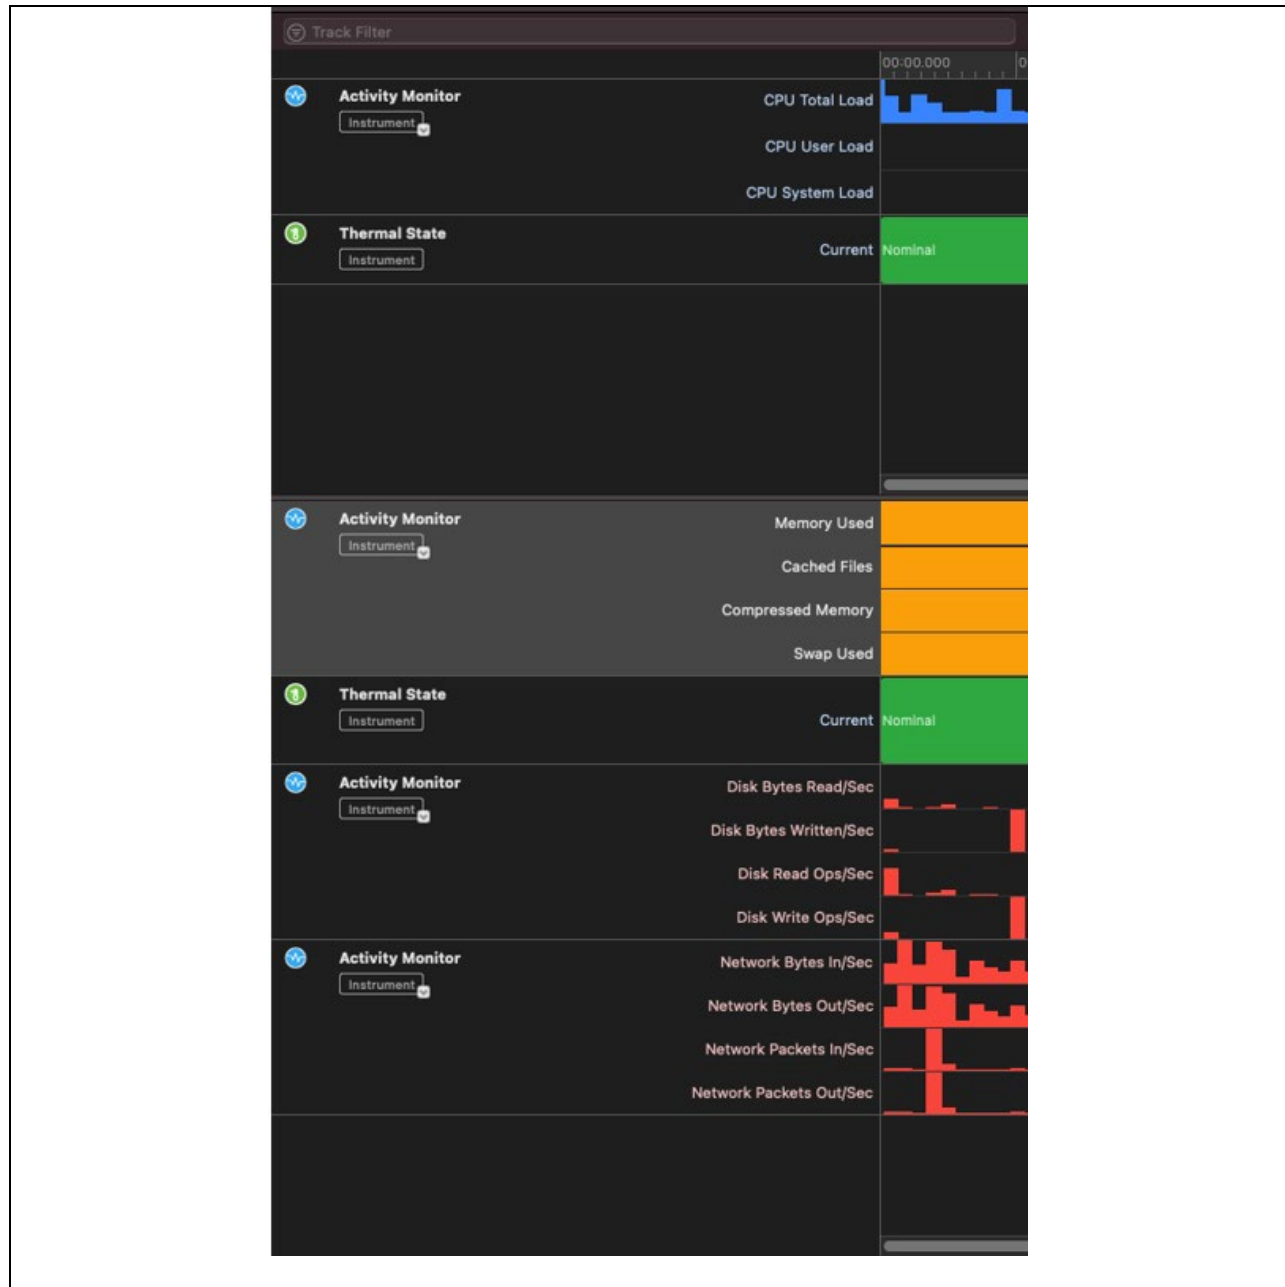 Track Filter
00:00.000
Activity Monitor
Instrument
CPU Total Load
CPU User Load
CPU System Load
Thermal State
Instrument
Current
Nominal
Activity Monitor
Instrument
Memory Used
Cached Files
Compressed Memory
Swap Used
Thermal State
Instrument
Current
Nominal
Activity Monitor
Instrument
Disk Bytes Read/Sec
Disk Bytes Written/Sec
Disk Read Ops/Sec
Disk Write Ops/Sec
Activity Monitor
Instrument
Network Bytes In/Sec
Network Bytes Out/Sec
Network Packets In/Sec
Network Packets Out/Sec